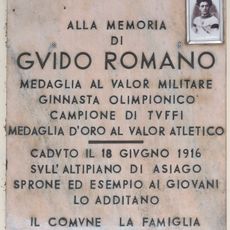 ALLA MEMORIA
DI
GVIDO ROMANO
MEDAGLIA AL VALOR MILITARE
GINNASTA OLIMPIONICO
CAMPIONE DI TVFFI
MEDAGLIA D'ORO AL VALOR ATLETICO
CADVTO IL 18 GIVGNO 1916
SVLL'ALTIPIANO DI ASIAGO
SPRONE ED ESEMPIO AI GIOVANI
LO ADDITANO
IL COMVNE LA FAMIGLIA